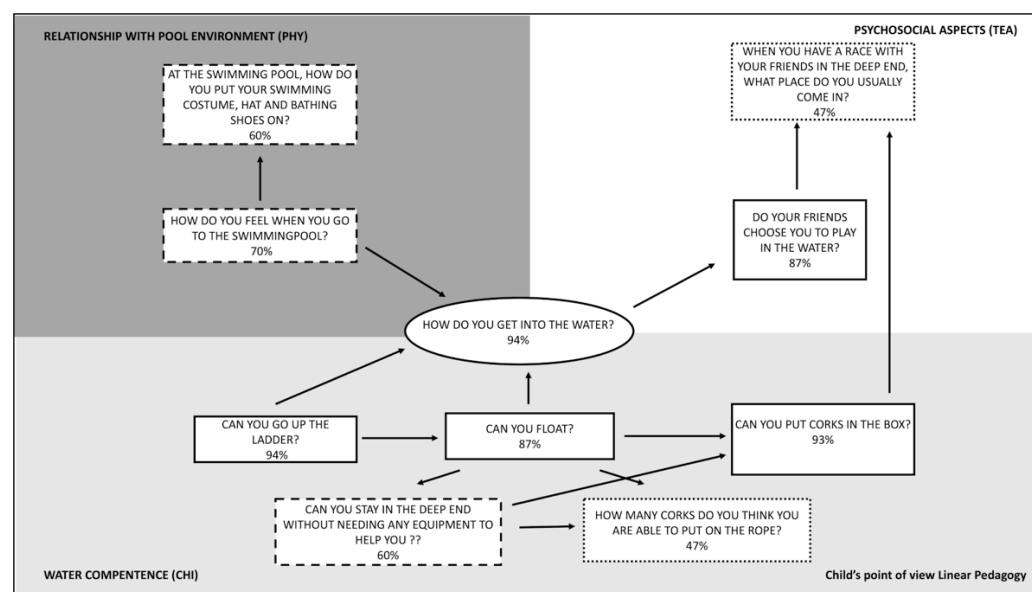 RELATIONSHIP WITH POOL ENVIRONMENT (PHY)
PSYCHOSOCIAL ASPECTS (TEA)
AT THE SWIMMING POOL, HOW DO
YOU PUT YOUR SWIMMING
COSTUME, HAT AND BATHING
SHOES ON?
60%
WHEN YOU HAVE A RACE WITH
YOUR FRIENDS IN THE DEEP END,
WHAT PLACE DO YOU USUALLY
COME IN?
47%
HOW DO YOU FEEL WHEN YOU GO
TO THE SWIMMINGPOOL?
70%
DO YOUR FRIENDS
CHOOSE YOU TO PLAY
IN THE WATER?
87%
HOW DO YOU GET INTO THE WATER?
94%
CAN YOU GO UP THE
LADDER?
94%
CAN YOU FLOAT?
87%
CAN YOU PUT CORKS IN THE BOX?
93%
CAN YOU STAY IN THE DEEP END
WITHOUT NEEDING ANY EQUIPMENT TO
HELP YOU ??
60%
HOW MANY CORKS DO YOU THINK YOU
ARE ABLE TO PUT ON THE ROPE?
47%
WATER COMPENTENCE (CHI)
Child's point of view Linear Pedagogy